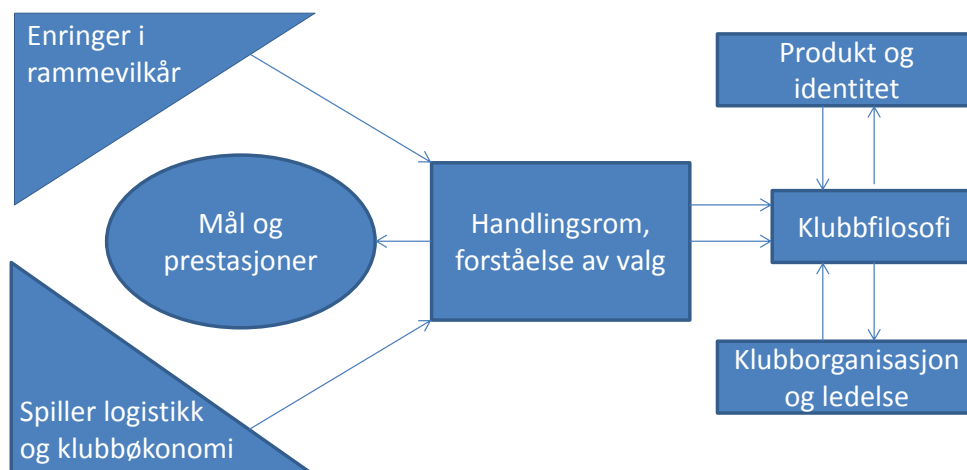 Enringer i
rammevilkår
Produkt og
identitet
Mål og
prestasjoner
Handlingsrom,
forståelse av valg
Klubbfilosofi
Spiller logistikk
og klubbøkonomi
Klubborganisasjon
og ledelse